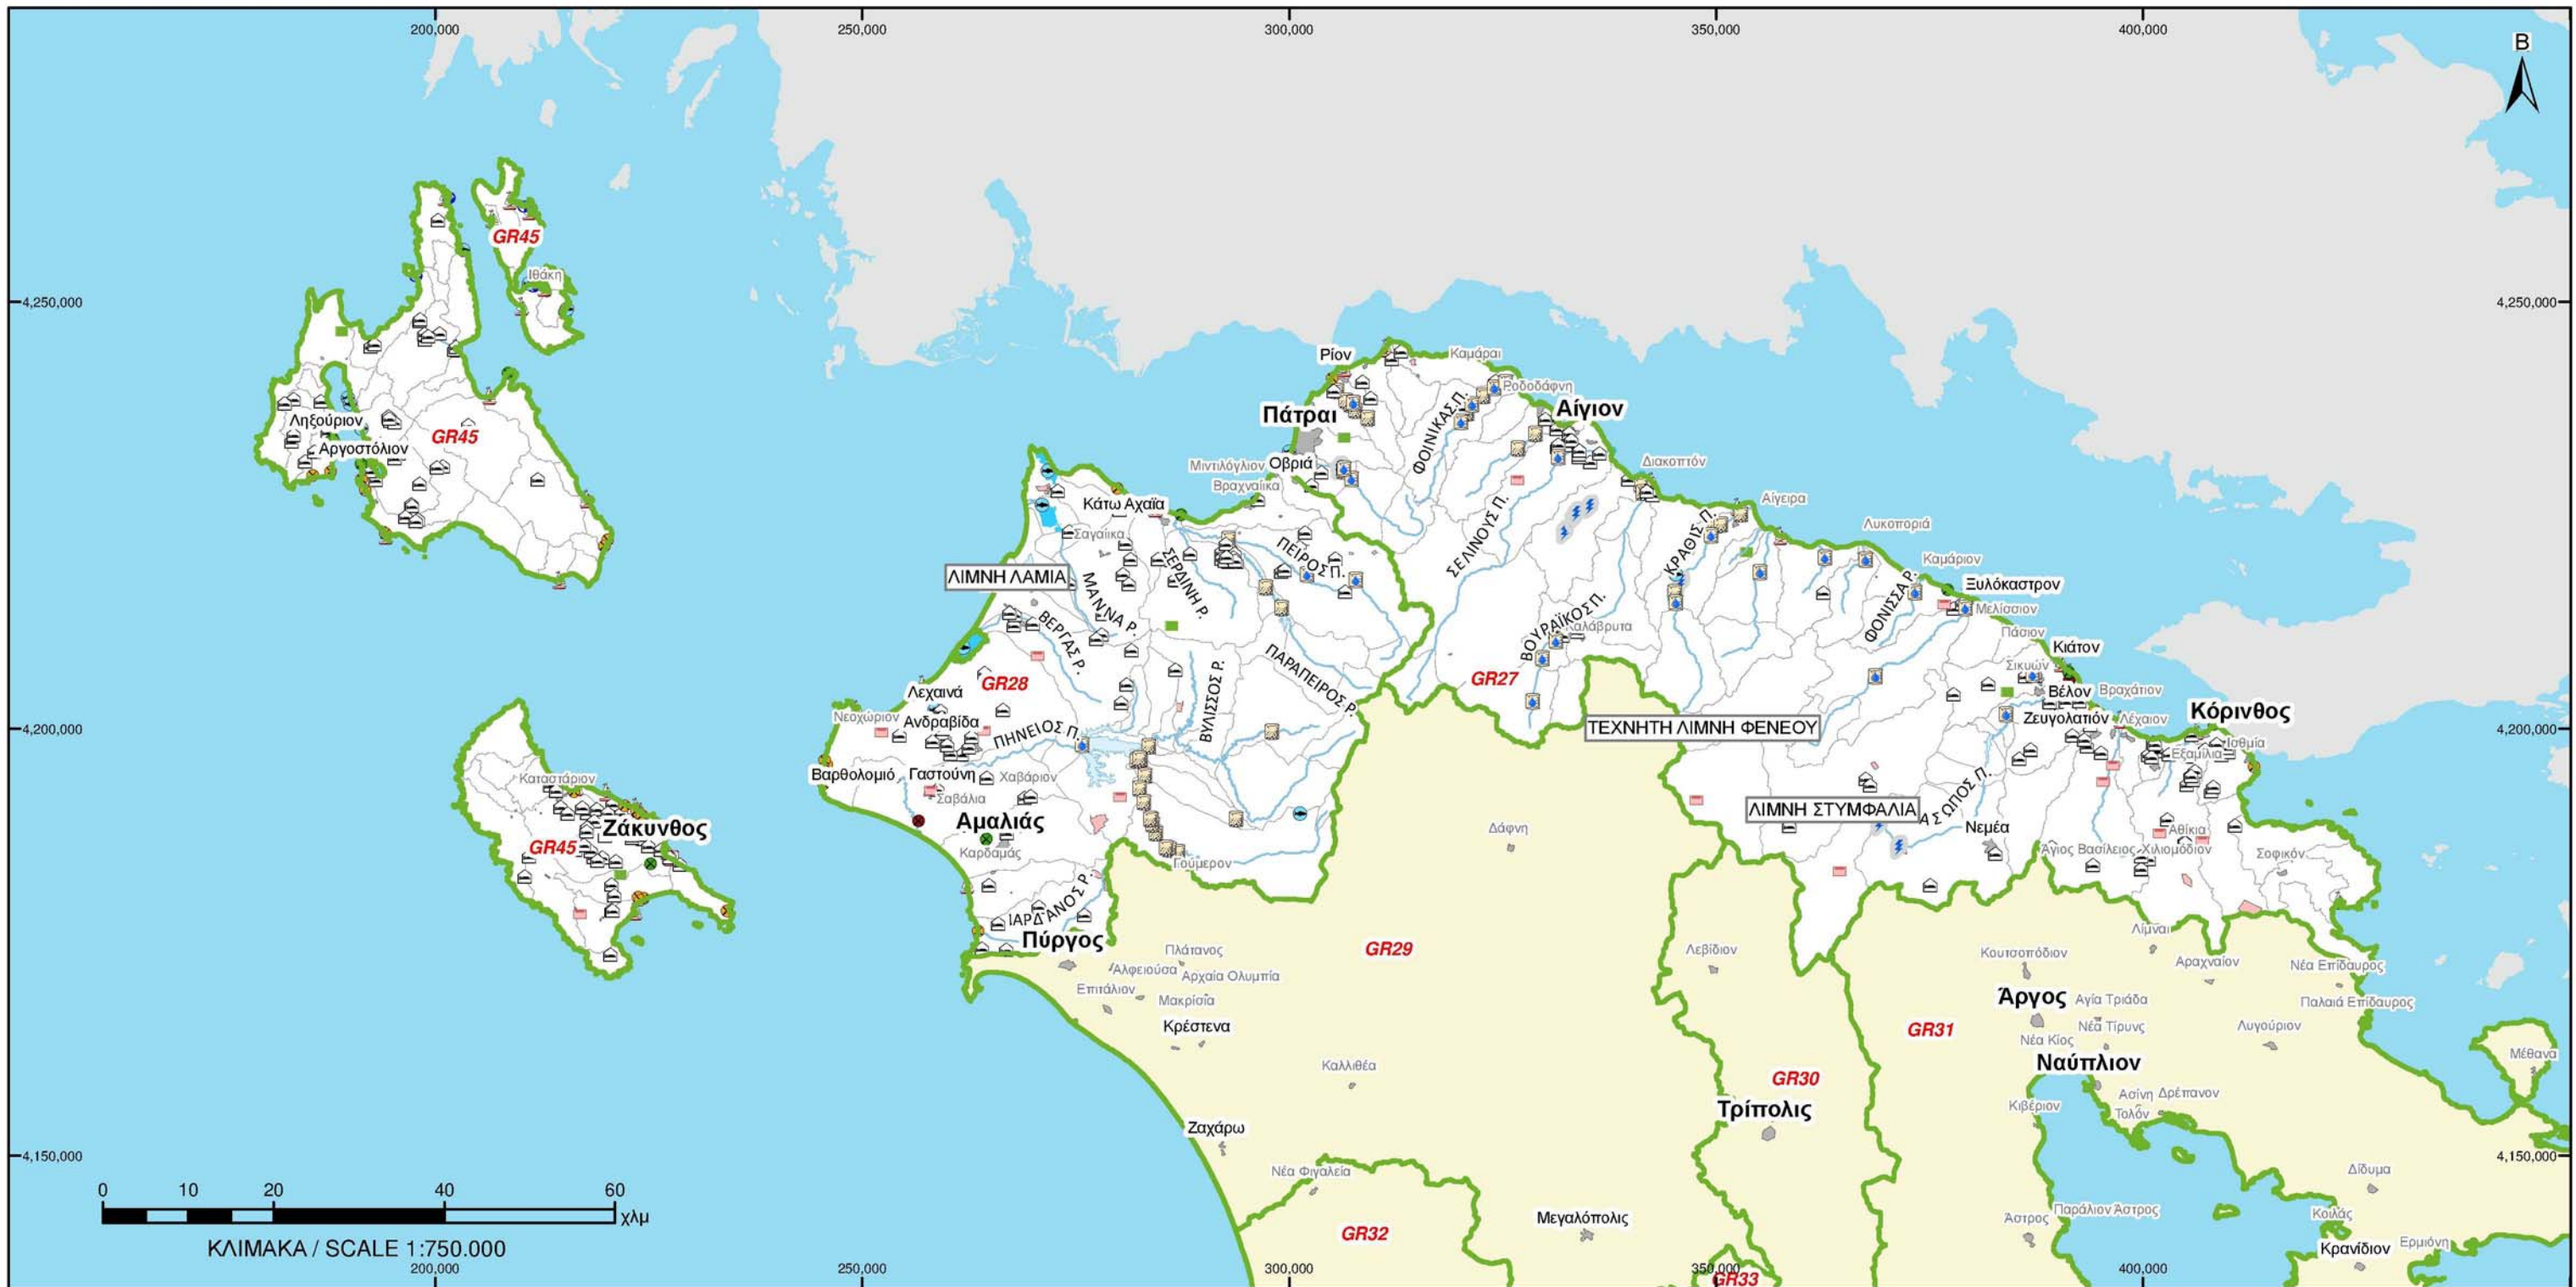 200,000
250,000
300,000
350,000
400,000
Β
4,250,000
4,250,000
GR45
Ιθάκη
Ληξούριον
Αργοστόλιον
GR45
Ρίον
Καμάραι
Ροδοδάφνη
Πάτραι
Αίγιον
ΦΟΙΝΙΚΑΣ Π.
Μιντιλόγλιον
Οβριά
Βραχναίικα
Διακοπτόν
Αίγειρα
Κάτω Αχαϊα
Σαγαίικα
Λυκοποριά
ΣΕΛΙΝΟΥΣ Π.
ΚΡΑΘΙΣ Π.
ΠΕΙΡΟΣ Π.
Καμάριον
Ξυλόκαστρον
ΛΙΜΝΗ ΛΑΜΙΑ
ΜΑΝΝΑ Ρ.
ΣΕΡΔΙΝΗ Ρ.
ΒΕΡΓΑΣ Ρ.
ΦΟΝΙΣΣΑ Ρ.
Μελίσσιον
ΒΟΥΡΑΪΚΟΣ Π.
Καλάβρυτα
Πάσιον
Κιάτον
Σικυών
ΠΑΡΑΠΕΙΡΟΣ Ρ.
ΒΥΛΙΣΣΟΣ Ρ.
GR28
GR27
Λεχαινά
Βέλον
Βραχάτιον
Νεοχώριον
Ανδραβίδα
ΠΗΝΕΙΟΣ Π.
Ζευγολατιόν
Λέχαιον
Κόρινθος
4,200,000
4,200,000
ΤΕΧΝΗΤΗ ΛΙΜΝΗ ΦΕΝΕΟΥ
Ισθμία
Εξαμίλια
Βαρθολομιό
Γαστούνη
Χαβάριον
Σαβάλια
Καταστάριον
Ζάκυνθος
GR45
Αμαλιάς
Καρδαμάς
Γούμερον
ΛΙΜΝΗ ΣΤΥΜΦΑΛΙΑ
ΑΣΩΠΟΣ Π.
Νεμέα
Δάφνη
Αθίκια
Άγιος Βασίλειος
Χιλιομόδιον
Σοφικόν
ΙΑΡΔΑΝΟΣ Ρ.
Πύργος
GR29
Πλάτανος
Αλφειούσα
Αρχαία Ολυμπία
Επιτάλιον
Μακρίσια
Κρέστενα
Λεβίδιον
Λίμναι
Κουτσοπόδιον
Αραχναίον
Νέα Επίδαυρος
Άργος
Αγία Τριάδα
Παλαιά Επίδαυρος
GR31
Νέα Τίρυνς
Λυγούριον
Νέα Κίος
Ναύπλιον
Μέθανα
Καλλιθέα
GR30
Τρίπολις
Ασίνη
Δρέπανον
Κιβέριον
Τολόν
Ζαχάρω
4,150,000
4,150,000
Νέα Φιγαλεία
Δίδυμα
0
10
20
40
60
χλμ
ΚΛΙΜΑΚΑ / SCALE 1:750.000
GR32
Μεγαλόπολις
Άστρος
Παράλιον Άστρος
Κοιλάς
Κρανίδιον
Ερμιόνη
GR33
200,000
250,000
300,000
350,000
400,000